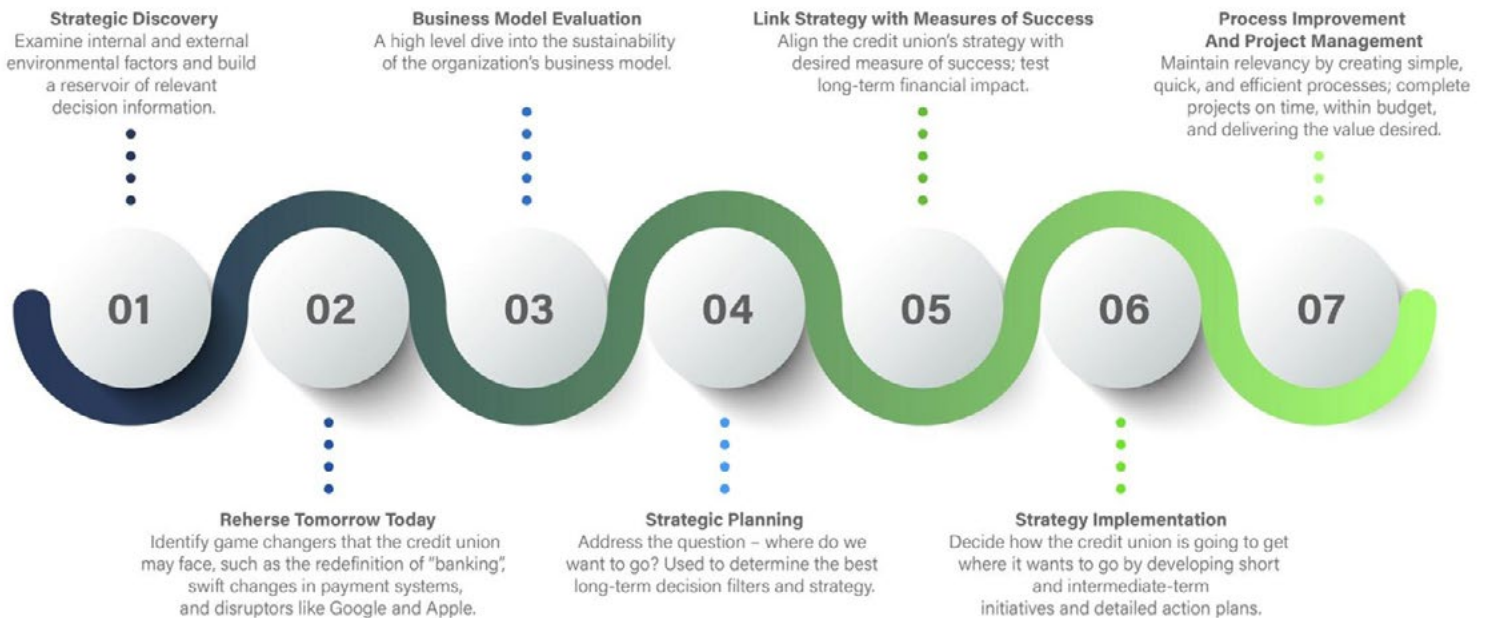 Strategic Discovery
Examine internal and external
environmental factors and build
a reservoir of relevant
decision information.
Business Model Evaluation
A high level dive into the sustainability
of the organization's business model.
Link Strategy with Measures of Success
Align the credit union's strategy with
desired measure of success; test
long-term financial impact.
Process Improvement
And Project Management
Maintain relevancy by creating simple,
quick, and efficient processes; complete
projects on time, within budget,
and delivering the value desired.
01
02
03
04
05
06
07
Reherse Tomorrow Today
Identify game changers that the credit union
may face, such as the redefinition of "banking",
swift changes in payment systems,
and disruptors like Google and Apple.
Strategic Planning
Address the question – where do we
want to go? Used to determine the best
long-term decision filters and strategy.
Strategy Implementation
Decide how the credit union is going to get
where it wants to go by developing short
and intermediate-term
initiatives and detailed action plans.